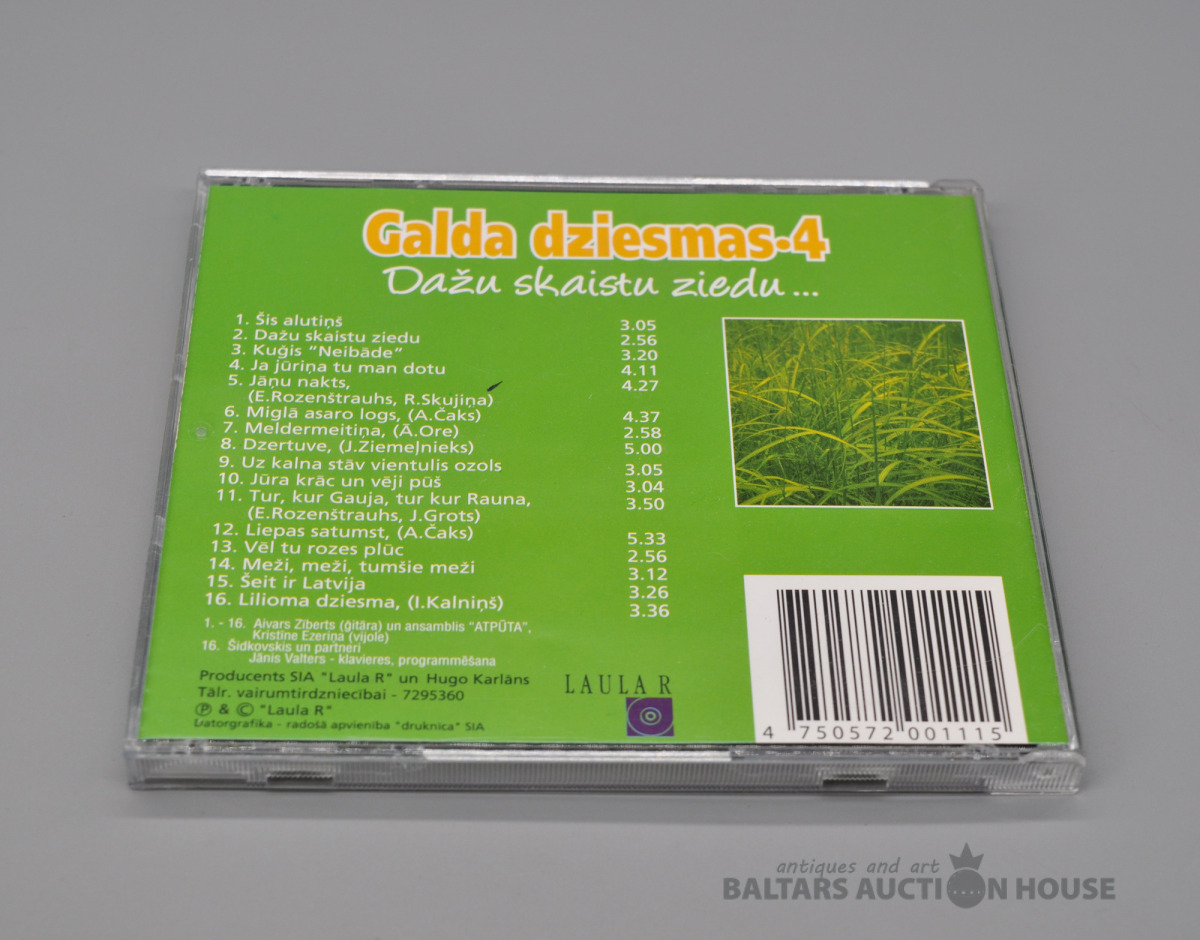 Galda dziesmas·4
Dažu skaistu ziedu...
1. Šis alutiņš 3.05
2. Dažu skaistu ziedu 2.56
3. Kuģis "Neibāde" 3.20
4. Ja jūriņa tu man dotu 4.11
5. Jāņu nakts, 4.27
(E.Rozenštrauhs, R.Skujiņa)
6. Miglā asaro logs, (A.Čaks) 4.37
7. Meldermeitiņa, (Ā.Ore) 2.58
8. Dzertuve, (J.Ziemeļnieks) 5.00
9. Uz kalna stāv vientulis ozols 3.05
10. Jūra krāc un vēji pūš 3.04
11. Tur, kur Gauja, tur kur Rauna, 3.50
(E.Rozenštrauhs, J.Grots)
12. Liepas satumst, (A.Čaks) 5.33
13. Vēl tu rozes plūc 2.56
14. Meži, meži, tumšie meži 3.12
15. Šeit ir Latvija 3.26
16. Lilioma dziesma, (I.Kalniņš) 3.36
1. - 16. Aivars Zīberts (ģitāra) un ansamblis "ATPŪTA",
Kristīne Ezeriņa (vijole)
16. Šidkovskis un partneri
Jānis Valters - klavieres, programmēšana
Producents SIA "Laula R" un Hugo Karlāns
Tālr. vairumtirdzniecībai - 7295360
℗ & © "Laula R"
Datorgrafika - radošā apvienība "druknīca" SIA
LAULA R
4 750572 001115
antiques and art
BALTARS AUCTION HOUSE